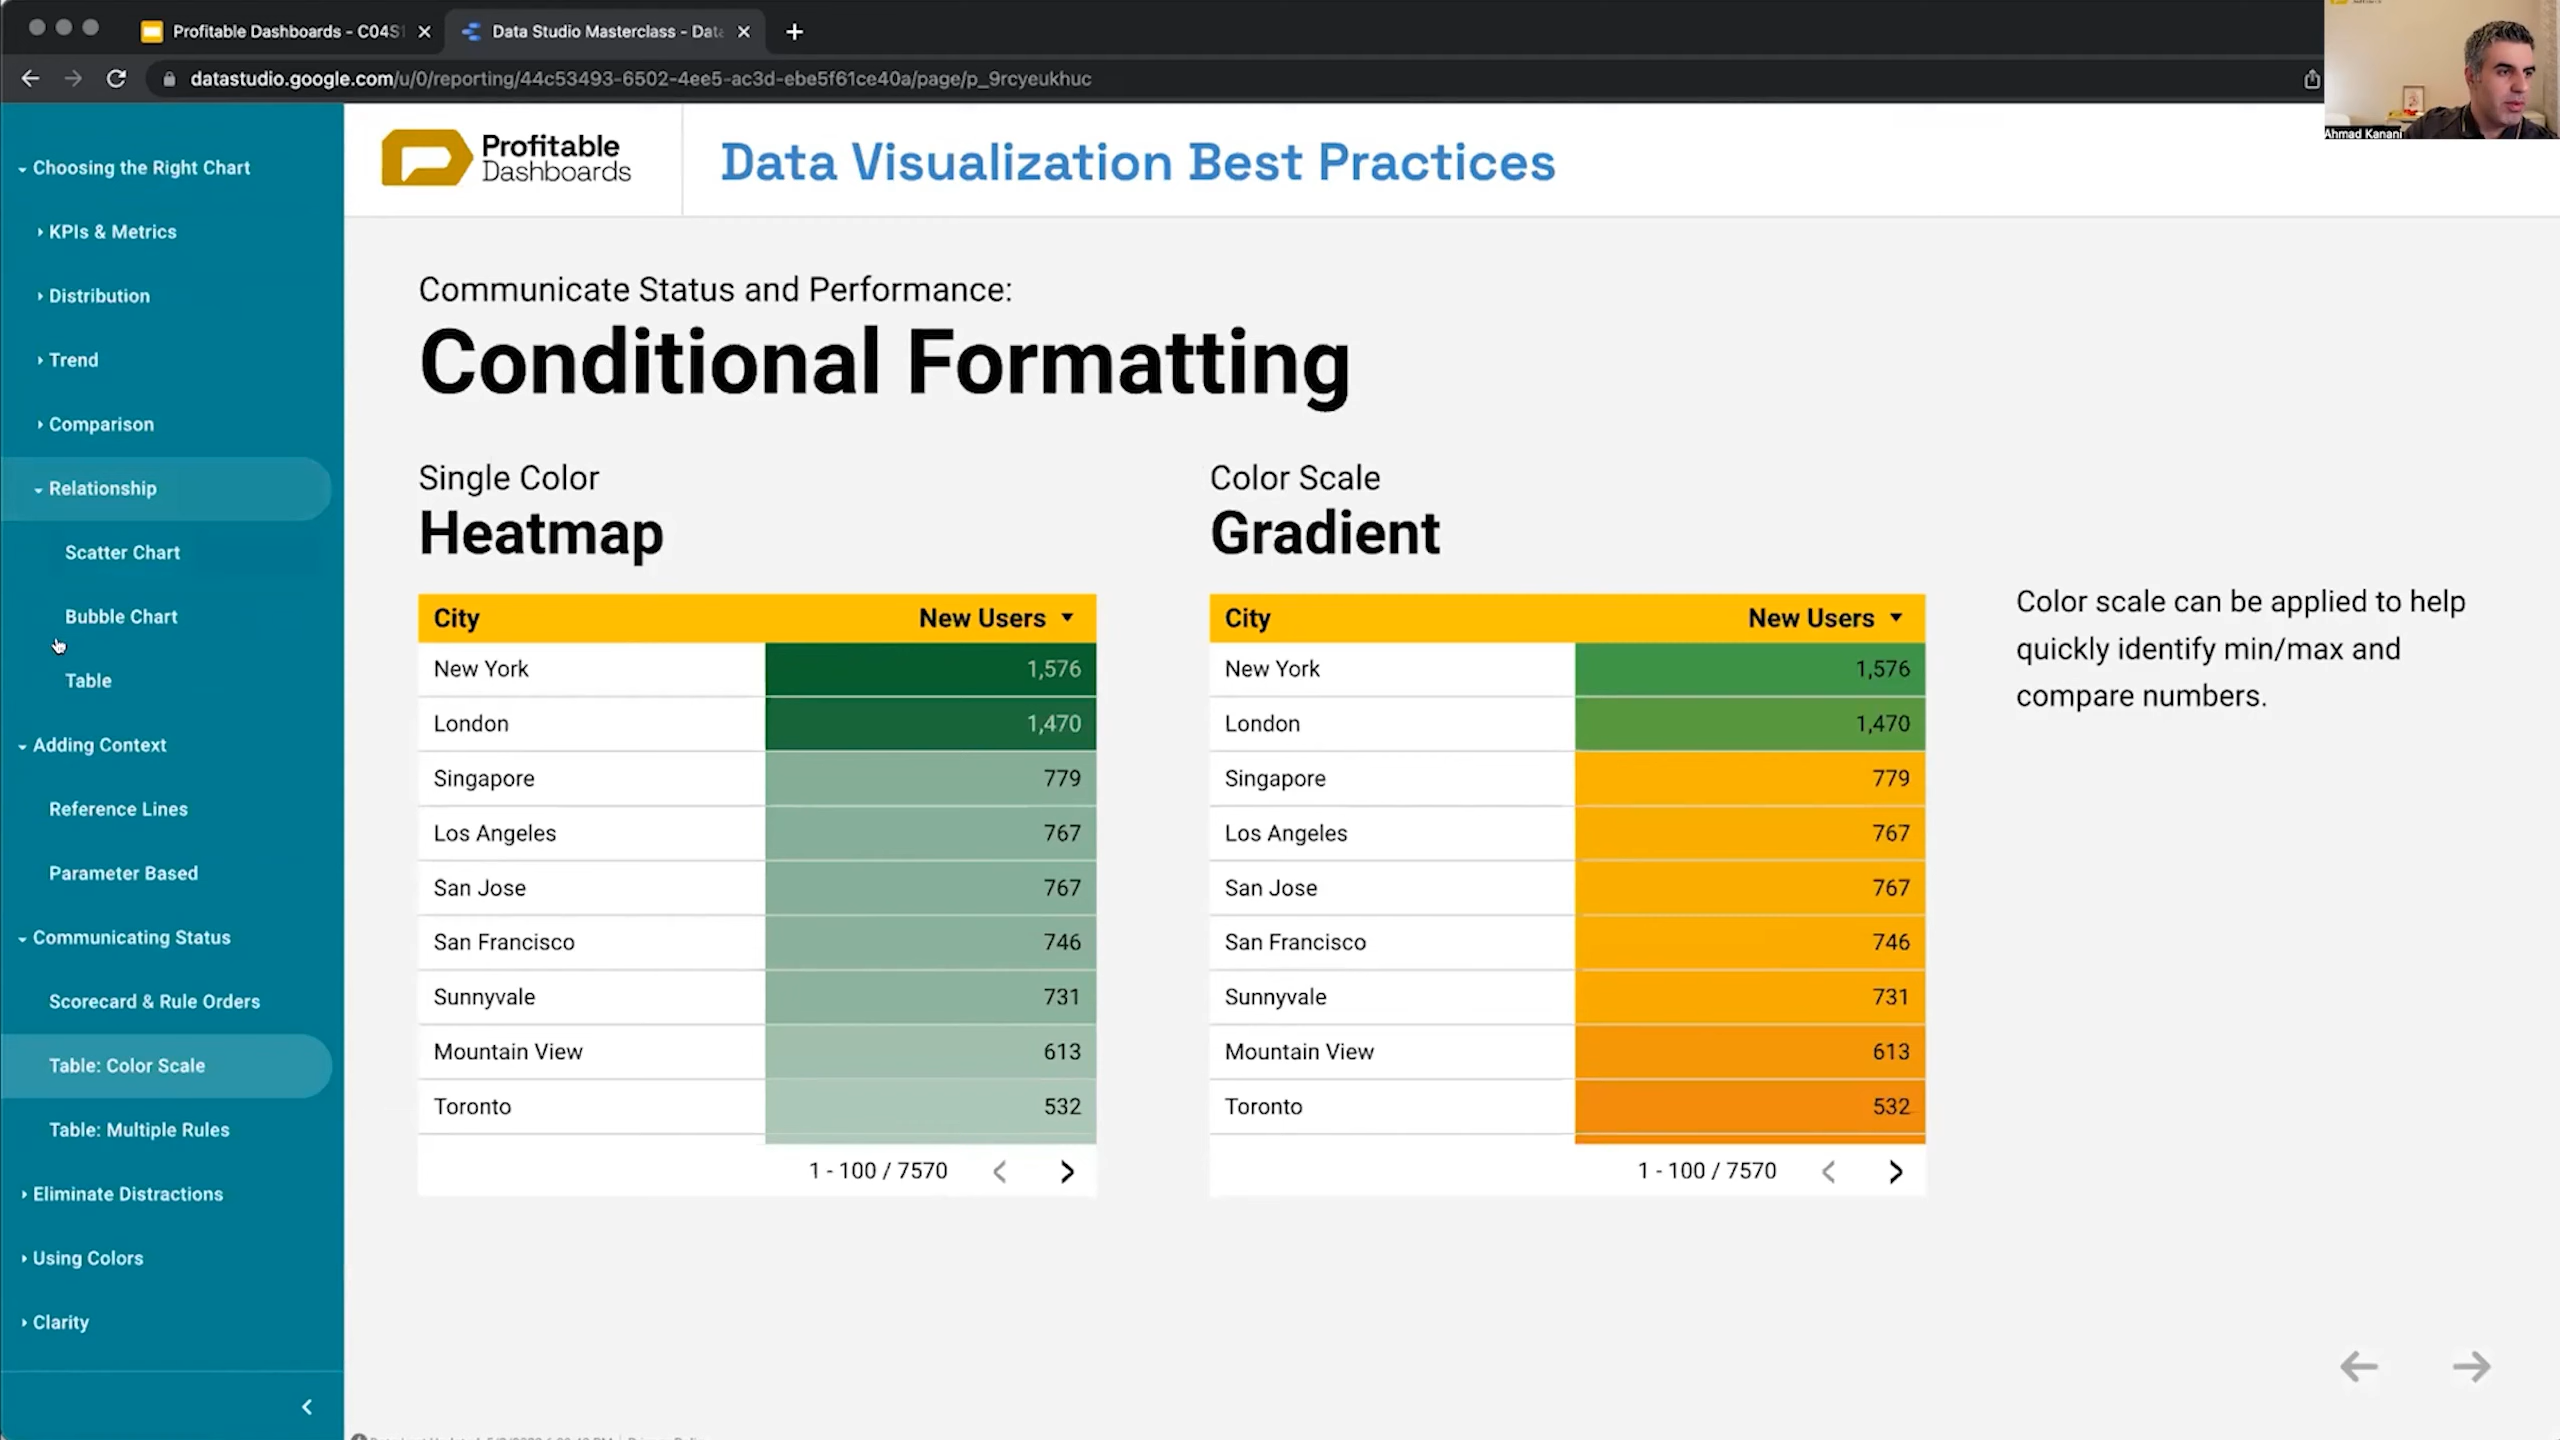 Profitable Dashboards - C04S
Data Studio Masterclass - Data
datastudio.google.com/u/0/reporting/44c53493-6502-4ee5-ac3d-ebe5f61ce40a/page/p_9rcyeukhuc
Ahmad Kanani
Choosing the Right Chart
KPIs & Metrics
Distribution
Trend
Comparison
Relationship
Scatter Chart
Bubble Chart
Table
Adding Context
Reference Lines
Parameter Based
Communicating Status
Scorecard & Rule Orders
Table: Color Scale
Table: Multiple Rules
Eliminate Distractions
Using Colors
Clarity
Profitable
Dashboards
Data Visualization Best Practices
Communicate Status and Performance:
Conditional Formatting
Single Color
Heatmap
City New Users
New York 1,576
London 1,470
Singapore 779
Los Angeles 767
San Jose 767
San Francisco 746
Sunnyvale 731
Mountain View 613
Toronto 532
1 - 100 / 7570
Color Scale
Gradient
City New Users
New York 1,576
London 1,470
Singapore 779
Los Angeles 767
San Jose 767
San Francisco 746
Sunnyvale 731
Mountain View 613
Toronto 532
1 - 100 / 7570
Color scale can be applied to help
quickly identify min/max and
compare numbers.